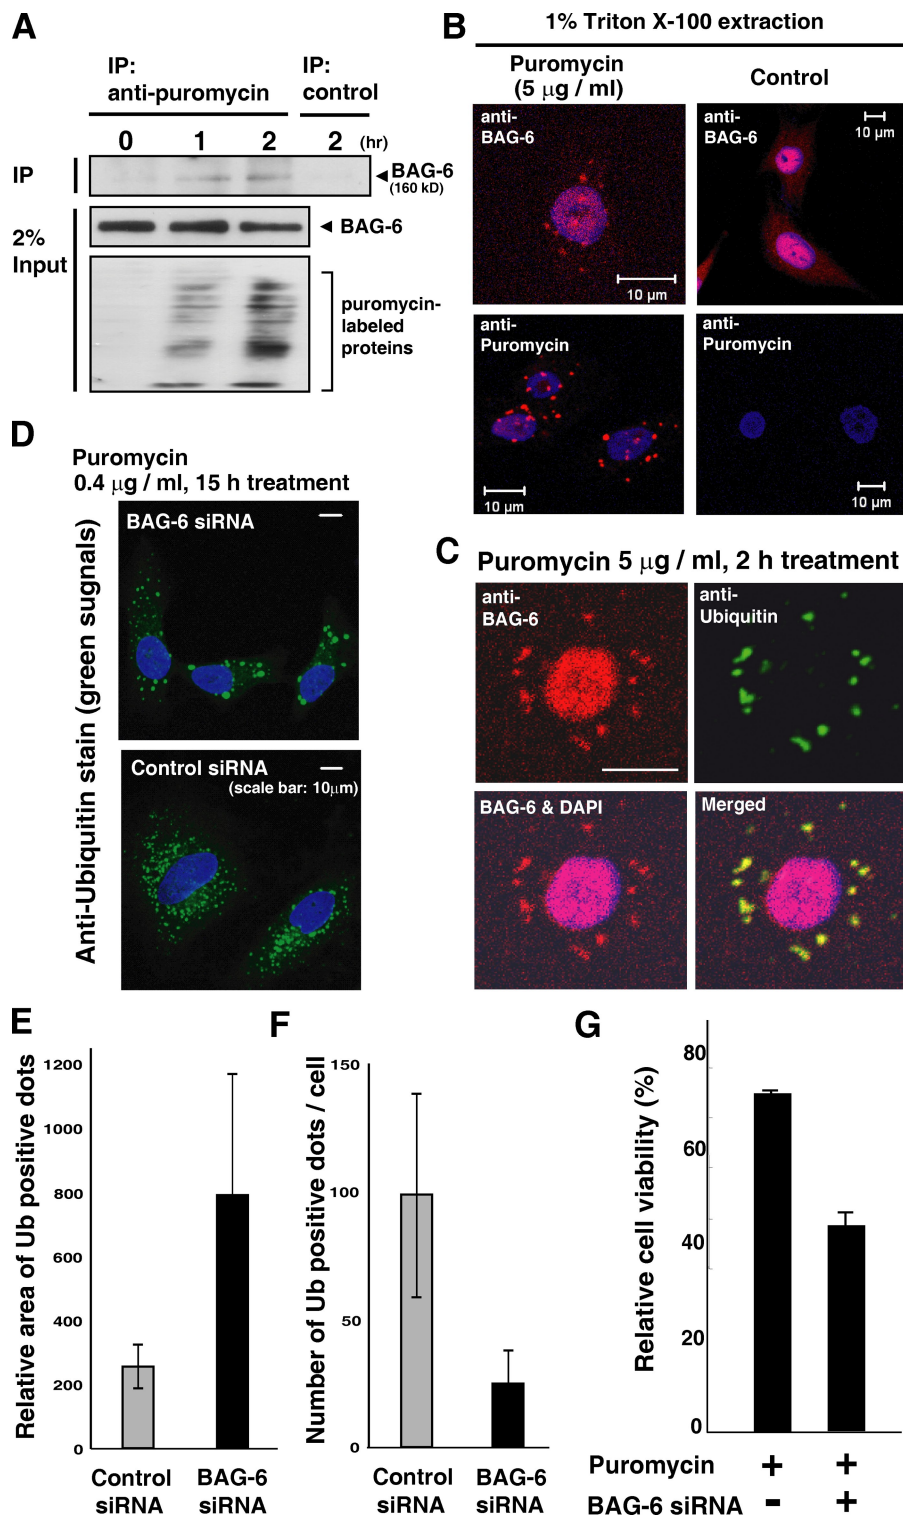 A
IP:
anti-puromycin
IP:
control
0 1 2 2 (hr)
IP
BAG-6
(160 kD)
2%
Input
BAG-6
puromycin-
labeled
proteins
B
1% Triton X-100 extraction
Puromycin
(5 µg / ml)
Control
anti-
BAG-6
10 µm
anti-
BAG-6
10 µm
anti-
Puromycin
10 µm
anti-
Puromycin
10 µm
C
Puromycin 5 µg / ml, 2 h treatment
anti-
BAG-6
anti-
Ubiquitin
BAG-6 & DAPI
Merged
D
Puromycin
0.4 µg / ml, 15 h treatment
Anti-Ubiquitin stain (green sugnals)
BAG-6 siRNA
Control siRNA
(scale bar: 10µm)
E
Relative area of Ub positive dots
1200
1000
800
600
400
200
0
Control
siRNA
BAG-6
siRNA
F
Number of Ub positive dots / cell
150
100
50
0
Control
siRNA
BAG-6
siRNA
G
Relative cell viability (%)
80
60
40
20
0
Puromycin + +
BAG-6 siRNA - +